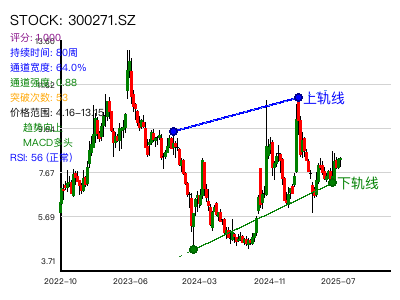 STOCK: 300271.SZ
评分: 1.000
持续时间: 80周
通道宽度: 64.0%
通道强度: 0.88
突破次数: 53
价格范围: 4.16-13.15
趋势向上
MACD多头
RSI: 56 (正常)
上轨线
下轨线
7.67
5.69
3.71
2022-10
2023-06
2024-03
2024-11
2025-07